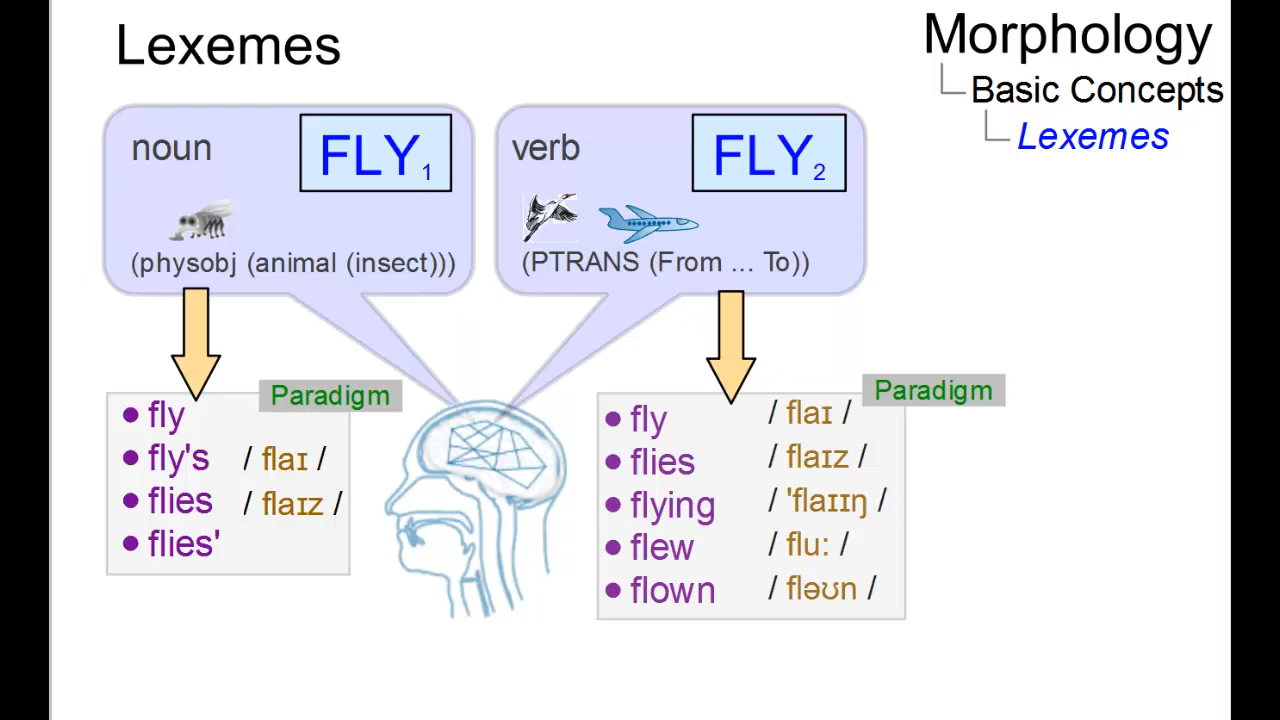 Lexemes
Morphology
Basic Concepts
Lexemes
noun
FLY1
(physobj (animal (insect)))
verb
FLY2
(PTRANS (From ... To))
Paradigm
• fly
• fly's / flaɪ /
• flies / flaɪz /
• flies'
Paradigm
• fly / flaɪ /
• flies / flaɪz /
• flying / 'flaɪɪŋ /
• flew / flu: /
• flown / fləʊn /